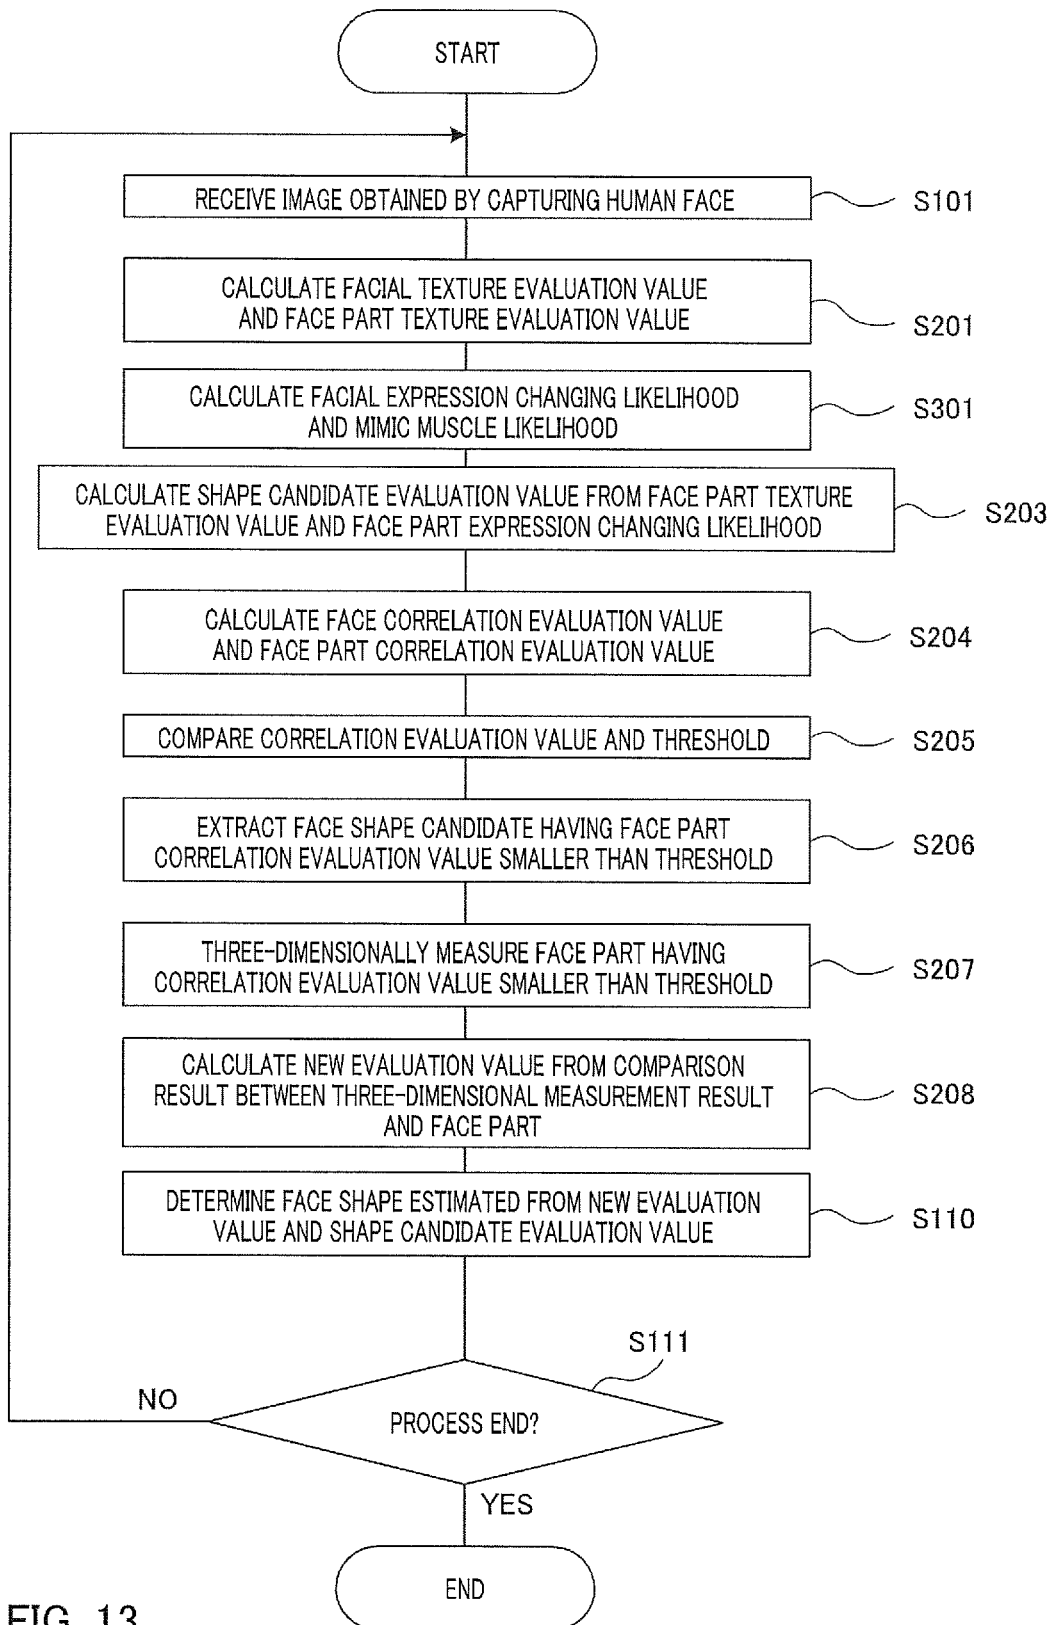 START
RECEIVE IMAGE OBTAINED BY CAPTURING HUMAN FACE
S101
CALCULATE FACIAL TEXTURE EVALUATION VALUE
AND FACE PART TEXTURE EVALUATION VALUE
S201
CALCULATE FACIAL EXPRESSION CHANGING LIKELIHOOD
AND MIMIC MUSCLE LIKELIHOOD
S301
CALCULATE SHAPE CANDIDATE EVALUATION VALUE FROM FACE PART TEXTURE
EVALUATION VALUE AND FACE PART EXPRESSION CHANGING LIKELIHOOD
S203
CALCULATE FACE CORRELATION EVALUATION VALUE
AND FACE PART CORRELATION EVALUATION VALUE
S204
COMPARE CORRELATION EVALUATION VALUE AND THRESHOLD
S205
EXTRACT FACE SHAPE CANDIDATE HAVING FACE PART
CORRELATION EVALUATION VALUE SMALLER THAN THRESHOLD
S206
THREE-DIMENSIONALLY MEASURE FACE PART HAVING
CORRELATION EVALUATION VALUE SMALLER THAN THRESHOLD
S207
CALCULATE NEW EVALUATION VALUE FROM COMPARISON
RESULT BETWEEN THREE-DIMENSIONAL MEASUREMENT RESULT
AND FACE PART
S208
DETERMINE FACE SHAPE ESTIMATED FROM NEW EVALUATION
VALUE AND SHAPE CANDIDATE EVALUATION VALUE
S110
S111
NO
PROCESS END?
YES
END
FIG. 13